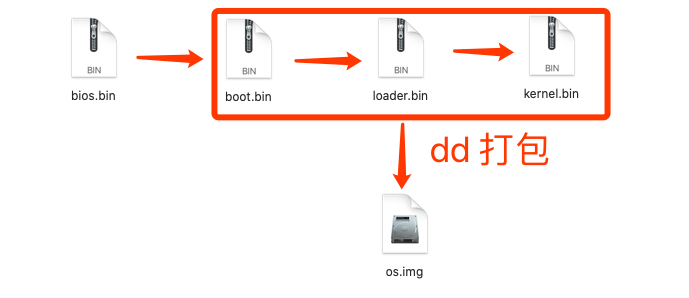 BIN
BIN
BIN
BIN
bios.bin
boot.bin
loader.bin
kernel.bin
dd 打包
os.img